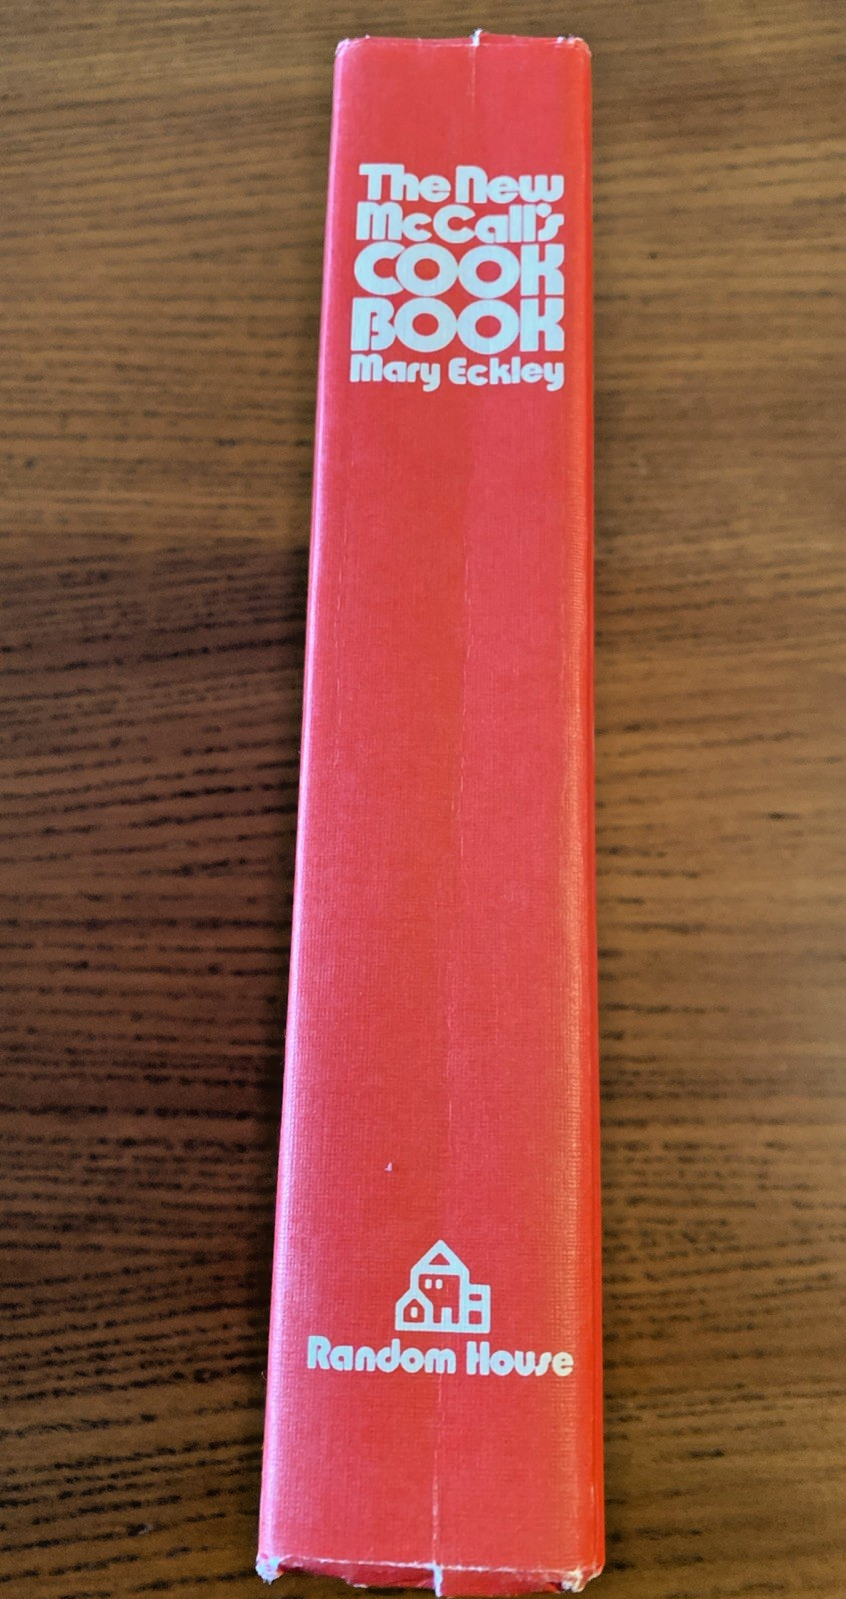 The New
McCall's
COOK
BOOK
Mary Eckley
Random House